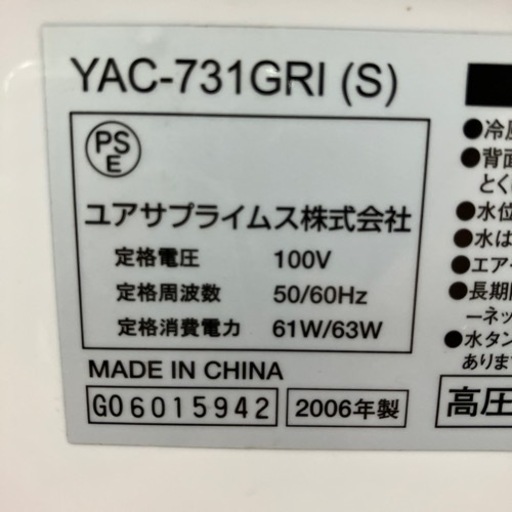 YAC-731GRI (S)
PS
E
ユアサプライムス株式会社
定格電圧 100V
定格周波数 50/60Hz
定格消費電力 61W/63W
MADE IN CHINA
G06015942 2006年製
●冷風
●背面
とく
●水位
●水は
●エア
●長期
ーネッ
●水タン
ありま
高圧